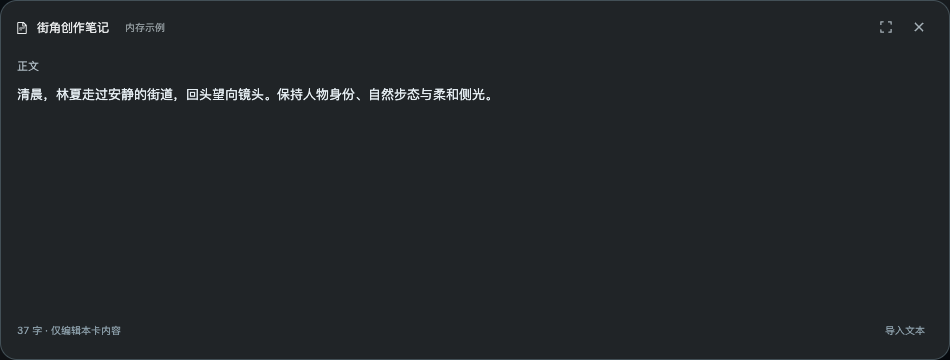 街角创作笔记 内存示例
正文
清晨，林夏走过安静的街道，回头望向镜头。保持人物身份、自然步态与柔和侧光。
37 字 · 仅编辑本卡内容 导入文本